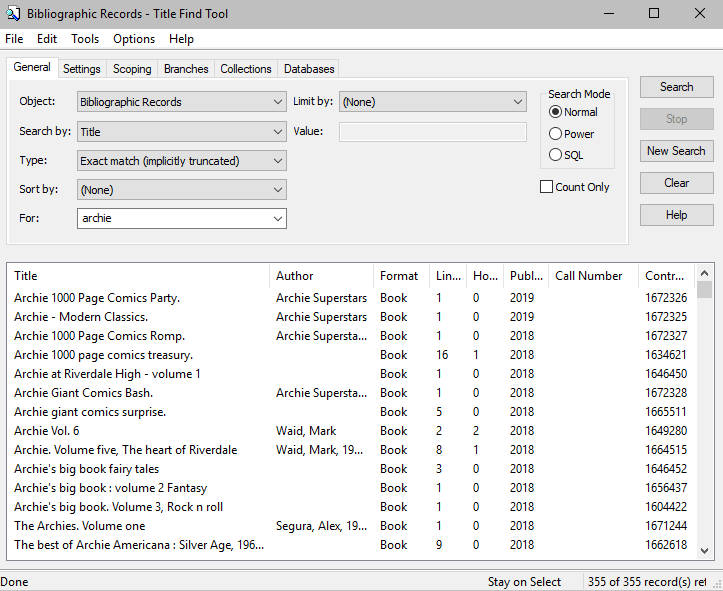 Bibliographic Records - Title Find Tool
File Edit Tools Options Help
General Settings Scoping Branches Collections Databases
Object: Bibliographic Records Limit by: (None) Search Mode Search
Search by: Title Value: Normal Stop
Type: Exact match (implicitly truncated) Power New Search
Sort by: (None) SQL Clear
For: archie Count Only Help
Title Author Format Lin... Ho... Publ... Call Number Contr...
Archie 1000 Page Comics Party. Archie Superstars Book 1 0 2019 1672326
Archie - Modern Classics. Archie Superstars Book 1 0 2019 1672325
Archie 1000 Page Comics Romp. Archie Supersta... Book 1 0 2018 1672327
Archie 1000 page comics treasury. Book 16 1 2018 1634621
Archie at Riverdale High - volume 1 Book 1 0 2018 1646450
Archie Giant Comics Bash. Archie Supersta... Book 1 0 2018 1672328
Archie giant comics surprise. Book 5 0 2018 1665511
Archie Vol. 6 Waid, Mark Book 2 2 2018 1649280
Archie. Volume five, The heart of Riverdale Waid, Mark, 19... Book 8 1 2018 1664515
Archie's big book fairy tales Book 3 0 2018 1646452
Archie's big book : volume 2 Fantasy Book 1 0 2018 1656437
Archie's big book. Volume 3, Rock n roll Book 1 0 2018 1604422
The Archies. Volume one Segura, Alex, 19... Book 1 0 2018 1671244
The best of Archie Americana : Silver Age, 196... Book 9 0 2018 1662618
Done Stay on Select 355 of 355 record(s) ret